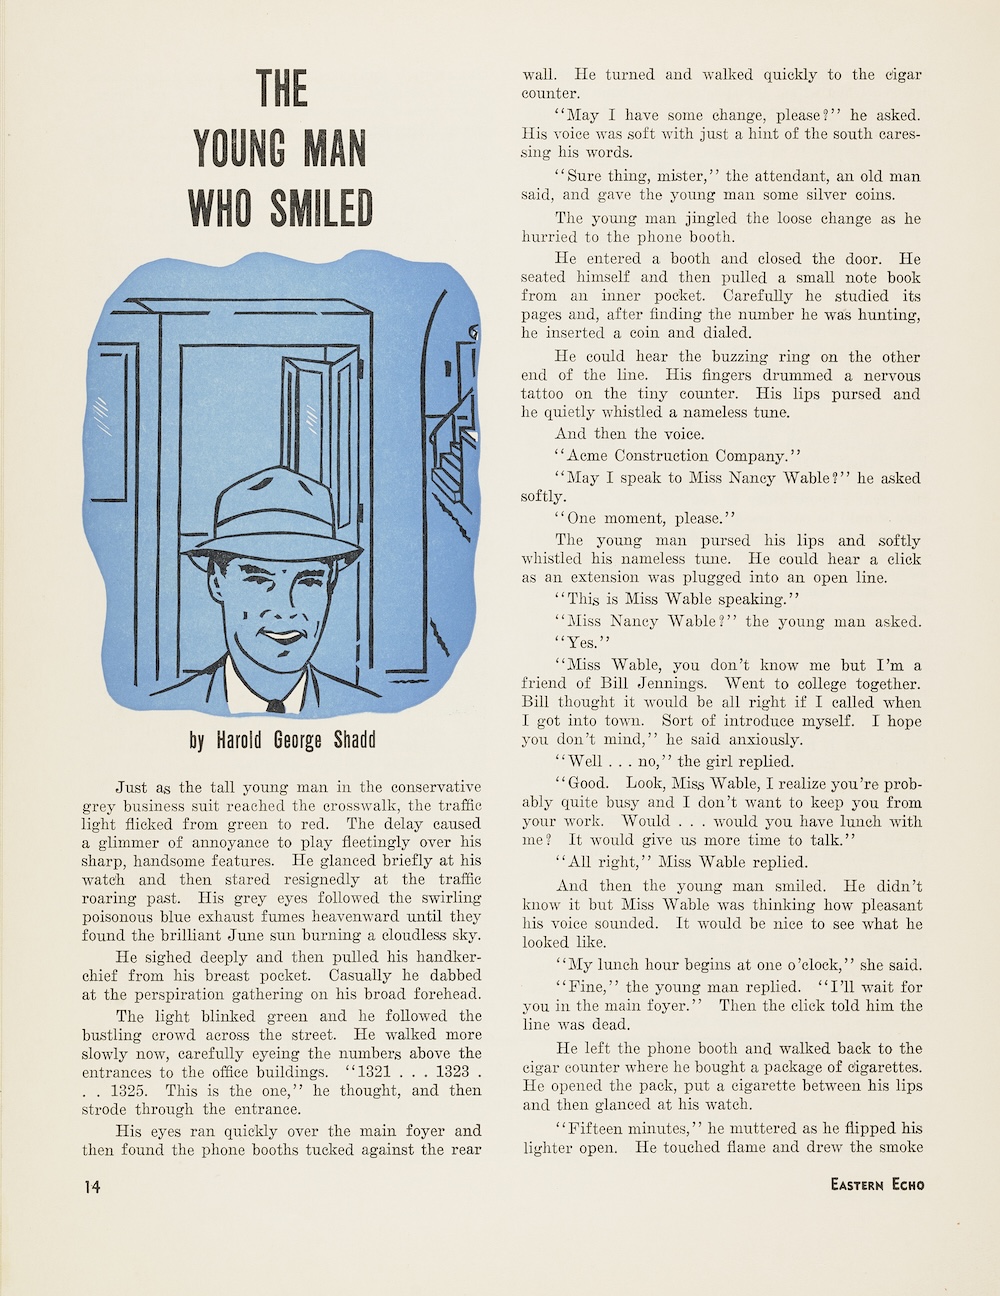 THE
YOUNG MAN
WHO SMILED
by Harold George Shadd
Just as the tall young man in the conservative
grey business suit reached the crosswalk, the traffic
light flicked from green to red. The delay caused
a glimmer of annoyance to play fleetingly over his
sharp, handsome features. He glanced briefly at his
watch and then stared resignedly at the traffic
roaring past. His grey eyes followed the swirling
poisonous blue exhaust fumes heavenward until they
found the brilliant June sun burning a cloudless sky.
He sighed deeply and then pulled his handker-
chief from his breast pocket. Casually he dabbed
at the perspiration gathering on his broad forehead.
The light blinked green and he followed the
bustling crowd across the street. He walked more
slowly now, carefully eyeing the numbers above the
entrances to the office buildings. "1321 . . . 1323 .
. . 1325. This is the one," he thought, and then
strode through the entrance.
His eyes ran quickly over the main foyer and
then found the phone booths tucked against the rear
wall. He turned and walked quickly to the cigar
counter.
"May I have some change, please?" he asked.
His voice was soft with just a hint of the south cares-
sing his words.
"Sure thing, mister," the attendant, an old man
said, and gave the young man some silver coins.
The young man jingled the loose change as he
hurried to the phone booth.
He entered a booth and closed the door. He
seated himself and then pulled a small note book
from an inner pocket. Carefully he studied its
pages and, after finding the number he was hunting,
he inserted a coin and dialed.
He could hear the buzzing ring on the other
end of the line. His fingers drummed a nervous
tattoo on the tiny counter. His lips pursed and
he quietly whistled a nameless tune.
And then the voice.
"Acme Construction Company."
"May I speak to Miss Nancy Wable?" he asked
softly.
"One moment, please."
The young man pursed his lips and softly
whistled his nameless tune. He could hear a click
as an extension was plugged into an open line.
"This is Miss Wable speaking."
"Miss Nancy Wable?" the young man asked.
"Yes."
"Miss Wable, you don't know me but I'm a
friend of Bill Jennings. Went to college together.
Bill thought it would be all right if I called when
I got into town. Sort of introduce myself. I hope
you don't mind," he said anxiously.
"Well . . . no," the girl replied.
"Good. Look, Miss Wable, I realize you're prob-
ably quite busy and I don't want to keep you from
your work. Would . . . would you have lunch with
me? It would give us more time to talk."
"All right," Miss Wable replied.
And then the young man smiled. He didn't
know it but Miss Wable was thinking how pleasant
his voice sounded. It would be nice to see what he
looked like.
"My lunch hour begins at one o'clock," she said.
"Fine," the young man replied. "I'll wait for
you in the main foyer." Then the click told him the
line was dead.
He left the phone booth and walked back to the
cigar counter where he bought a package of cigarettes.
He opened the pack, put a cigarette between his lips
and then glanced at his watch.
"Fifteen minutes," he muttered as he flipped his
lighter open. He touched flame and drew the smoke
14
EASTERN ECHO